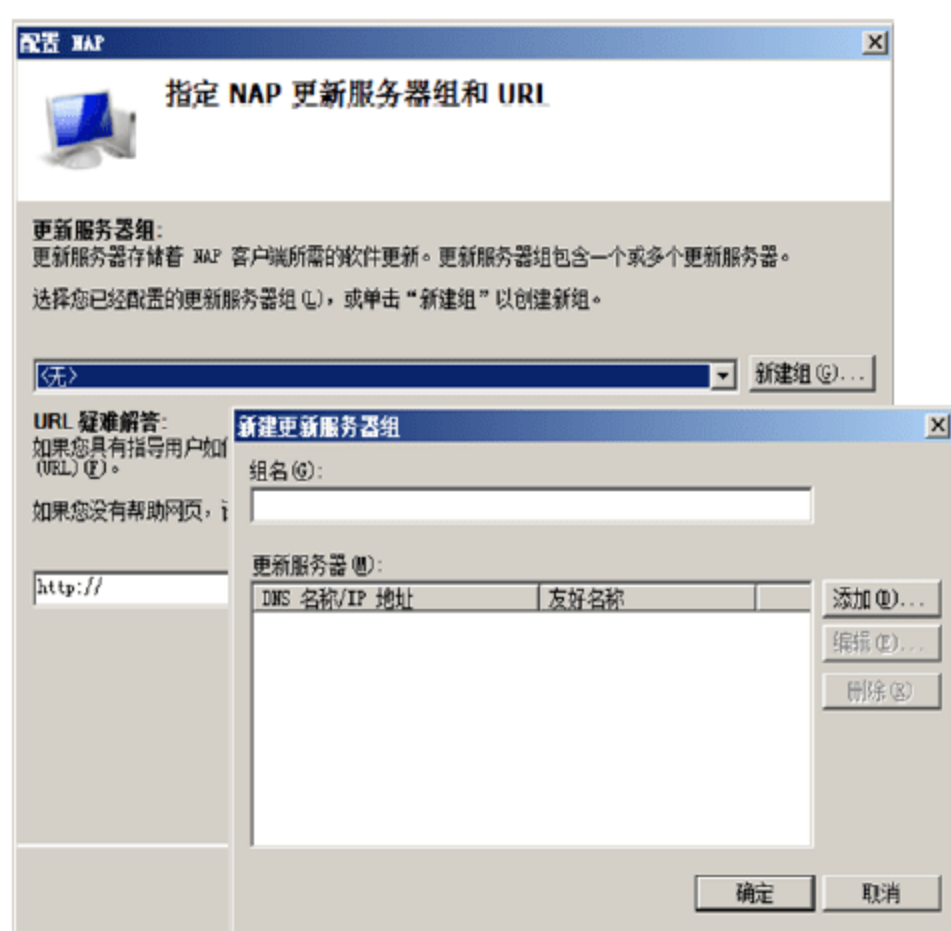 配置 NAP
指定 NAP 更新服务器组和 URL
更新服务器组:
更新服务器存储着 NAP 客户端所需的软件更新。更新服务器组包含一个或多个更新服务器。
选择您已经配置的更新服务器组(L)，或单击“新建组”以创建新组。
<无>
新建组(G)...
URL 疑难解答:
如果您具有指导用户如
(URL)(F)。
如果您没有帮助网页，
http://
新建更新服务器组
组名(G):
更新服务器(M):
DNS 名称/IP 地址 友好名称
添加(D)...
编辑(E)...
删除(R)
确定 取消